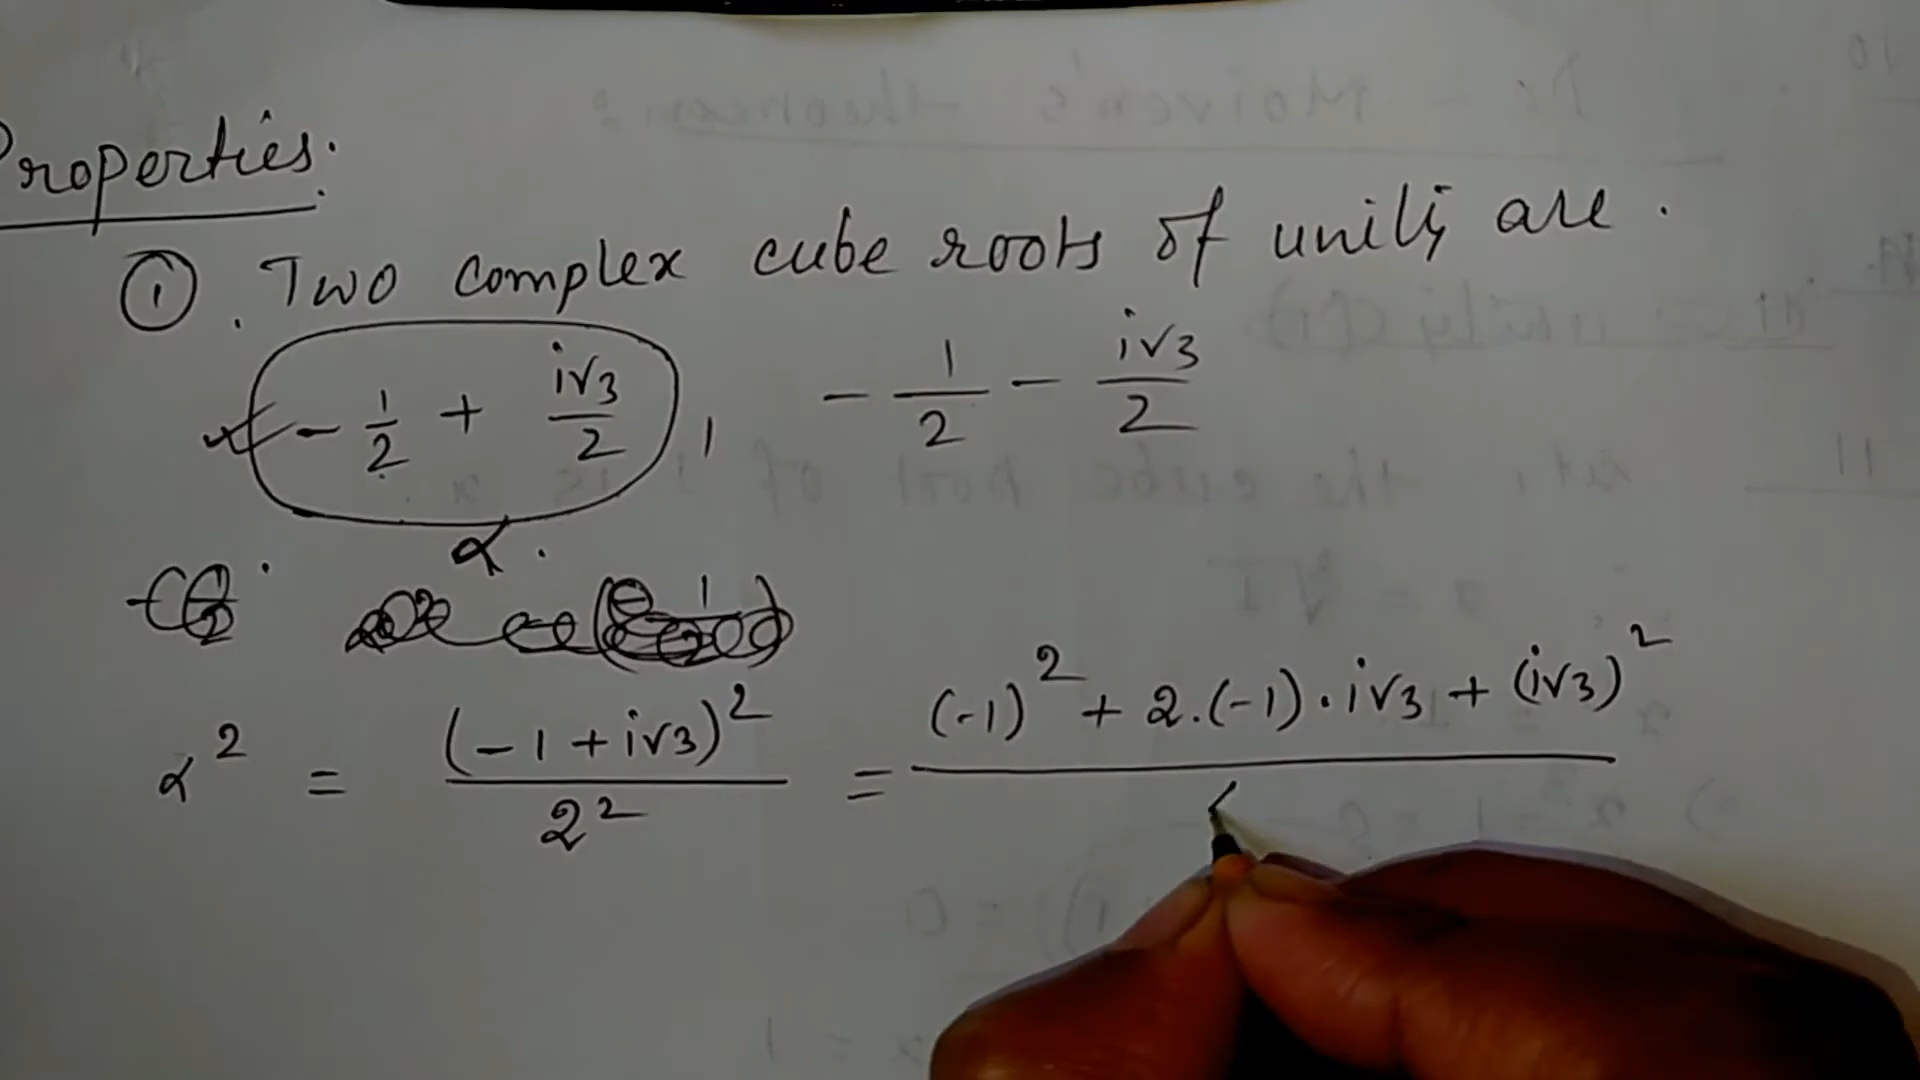 Properties:
① Two complex cube roots of unity are.
- 1/2 + i√3/2 , - 1/2 - i√3/2
α.
α² = (-1+i√3)²/2² = (-1)² + 2.(-1).i√3 + (i√3)²